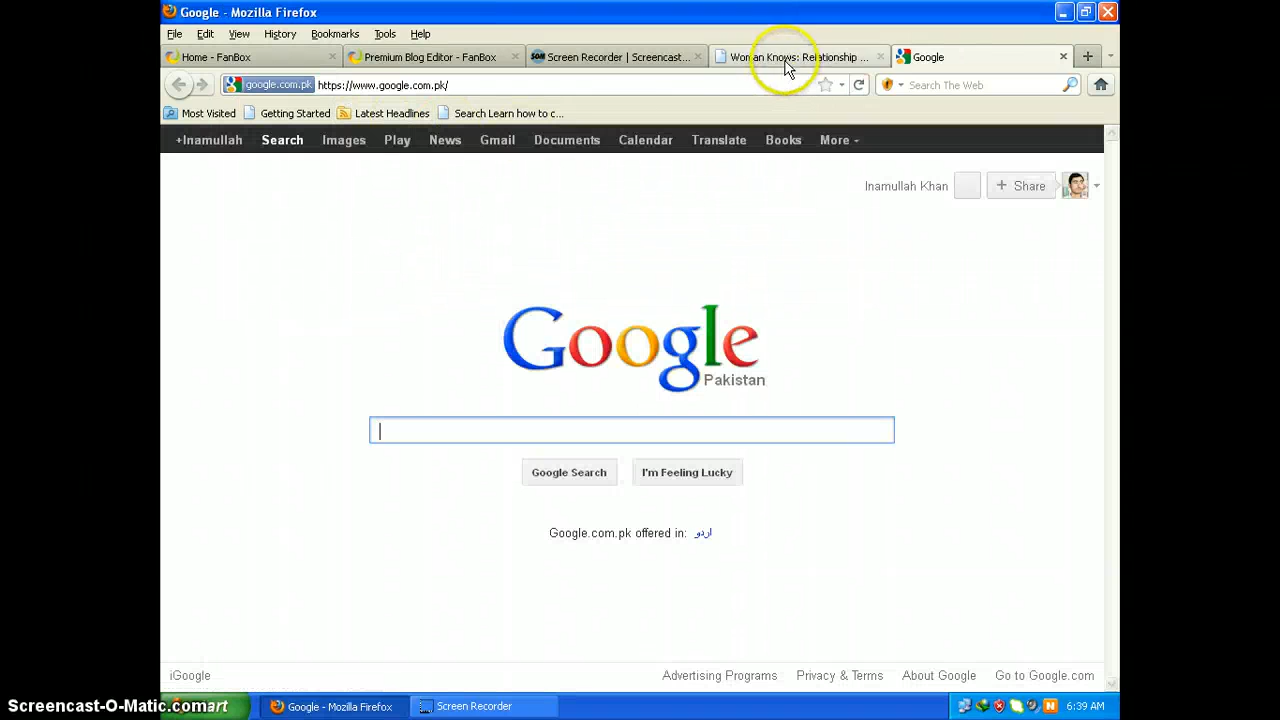 Google - Mozilla Firefox
File Edit View History Bookmarks Tools Help
Home - FanBox
Premium Blog Editor - FanBox
Screen Recorder | Screencast...
Woman Knows: Relationship ...
Google
google.com.pk https://www.google.com.pk/
Search The Web
Most Visited Getting Started Latest Headlines Search Learn how to c...
+Inamullah Search Images Play News Gmail Documents Calendar Translate Books More
Inamullah Khan + Share
Google
Pakistan
Google Search I'm Feeling Lucky
Google.com.pk offered in: اردو
iGoogle Advertising Programs Privacy & Terms About Google Go to Google.com
Screencast-O-Matic.com
art
Google - Mozilla Firefox
Screen Recorder
6:39 AM